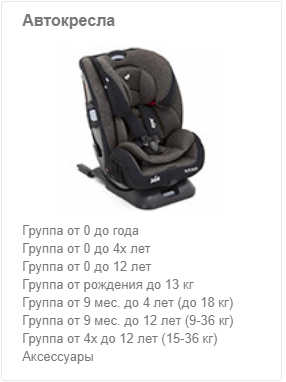 Автокресла
Joie
Группа от 0 до года
Группа от 0 до 4х лет
Группа от 0 до 12 лет
Группа от рождения до 13 кг
Группа от 9 мес. до 4 лет (до 18 кг)
Группа от 9 мес. до 12 лет (9-36 кг)
Группа от 4х до 12 лет (15-36 кг)
Аксессуары